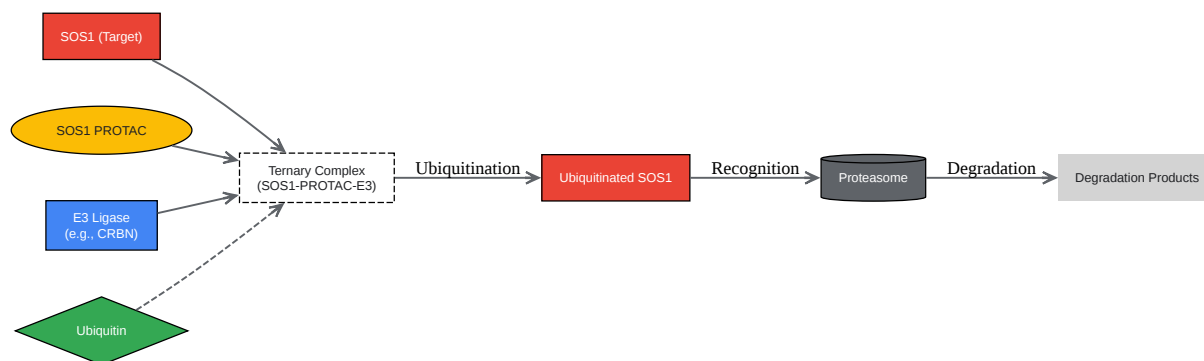 SOS1 (Target)
SOS1 PROTAC
E3 Ligase
(e.g., CRBN)
Ubiquitin
Ternary Complex
(SOS1-PROTAC-E3)
Ubiquitination
Ubiquitinated SOS1
Recognition
Proteasome
Degradation
Degradation Products